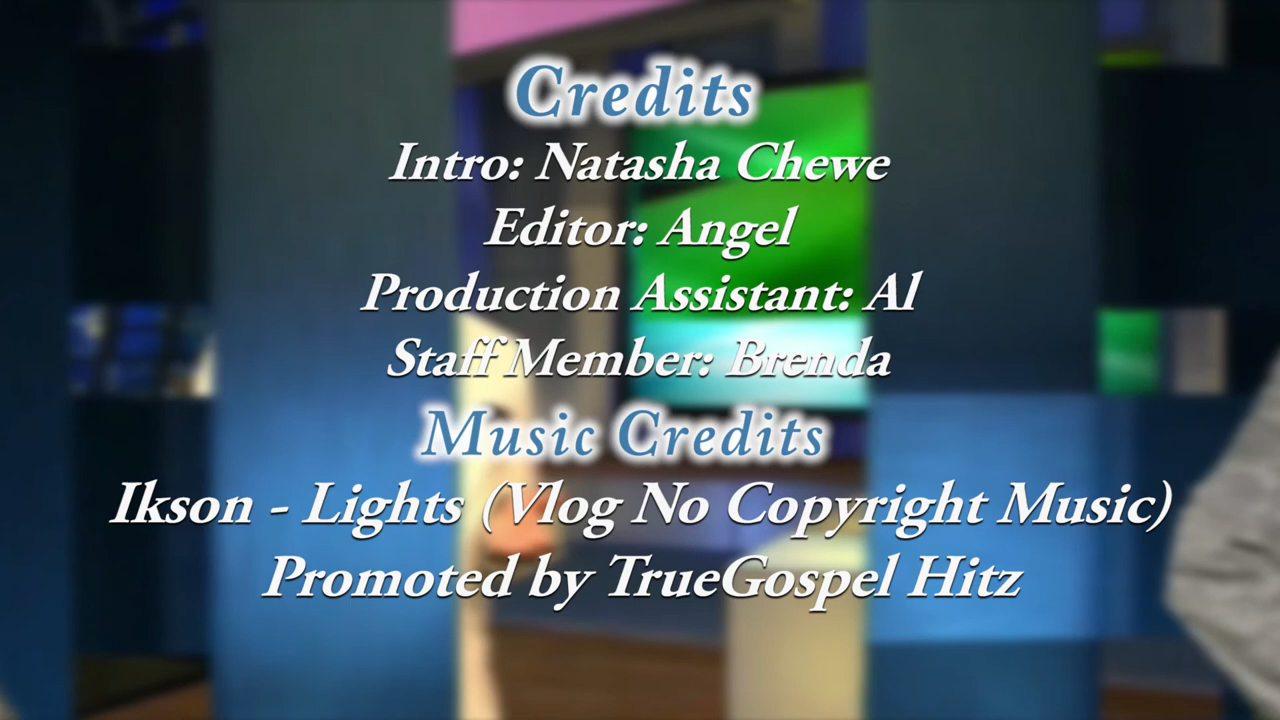 Credits
Intro: Natasha Chewe
Editor: Angel
Production Assistant: Al
Staff Member: Brenda
Music Credits
Ikson - Lights (Vlog No Copyright Music)
Promoted by TrueGospel Hitz